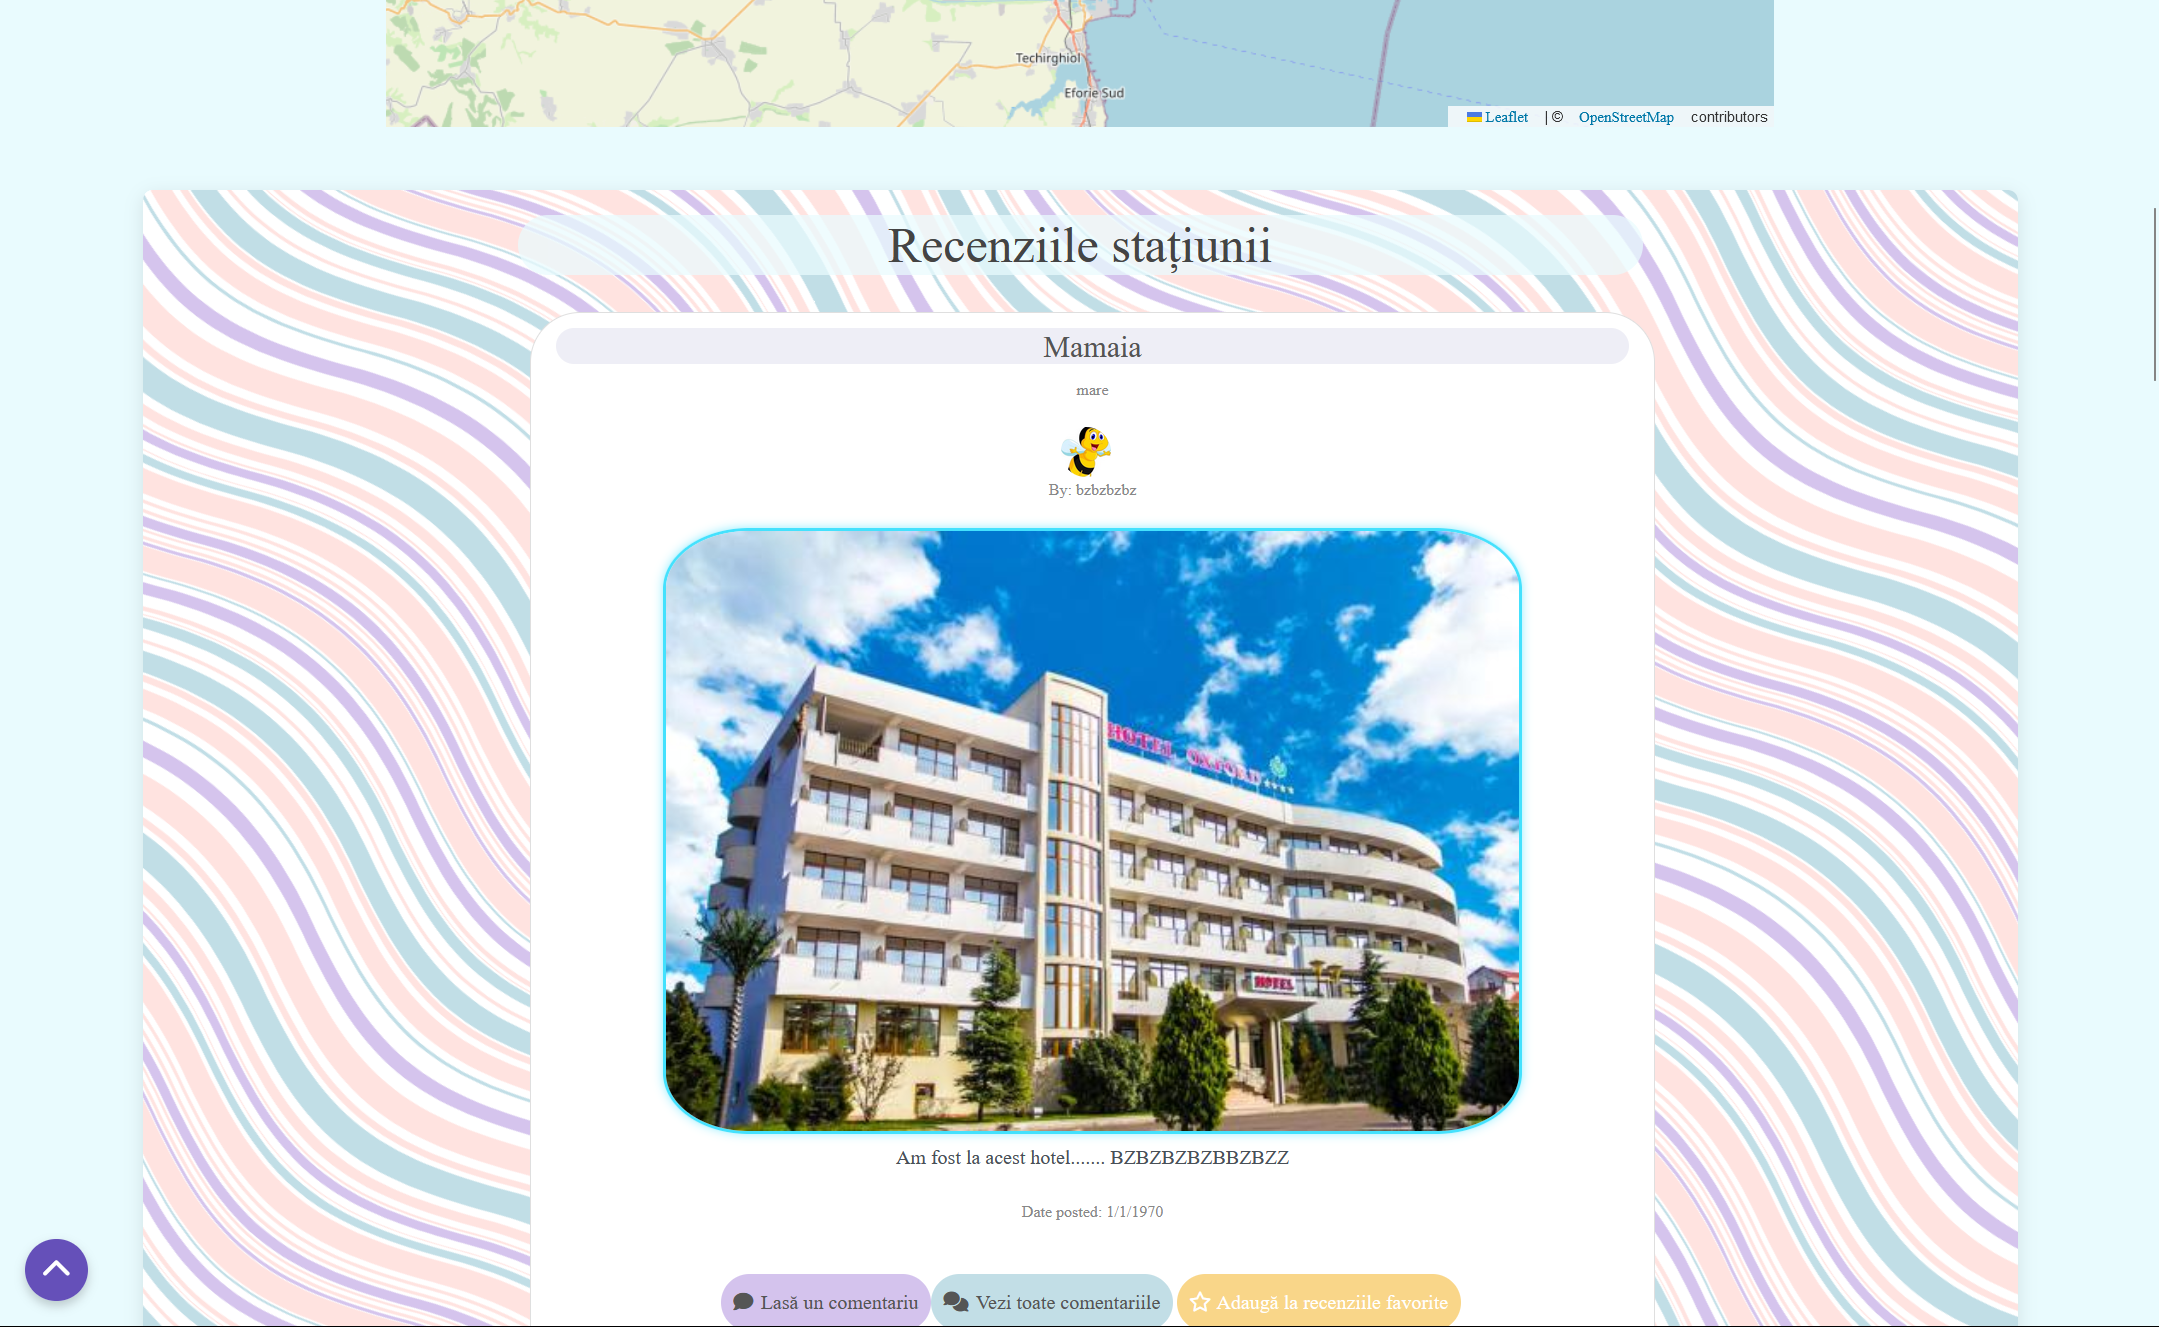 Techirghiol
Eforie Sud
Leaflet | © OpenStreetMap contributors
Recenziile stațiunii
Mamaia
mare
By: bzbzbzbz
HOTEL OXFORD
HOTEL
Am fost la acest hotel....... BZBZBZBZBBZBZZ
Date posted: 1/1/1970
Lasă un comentariu
Vezi toate comentariile
Adaugă la recenziile favorite